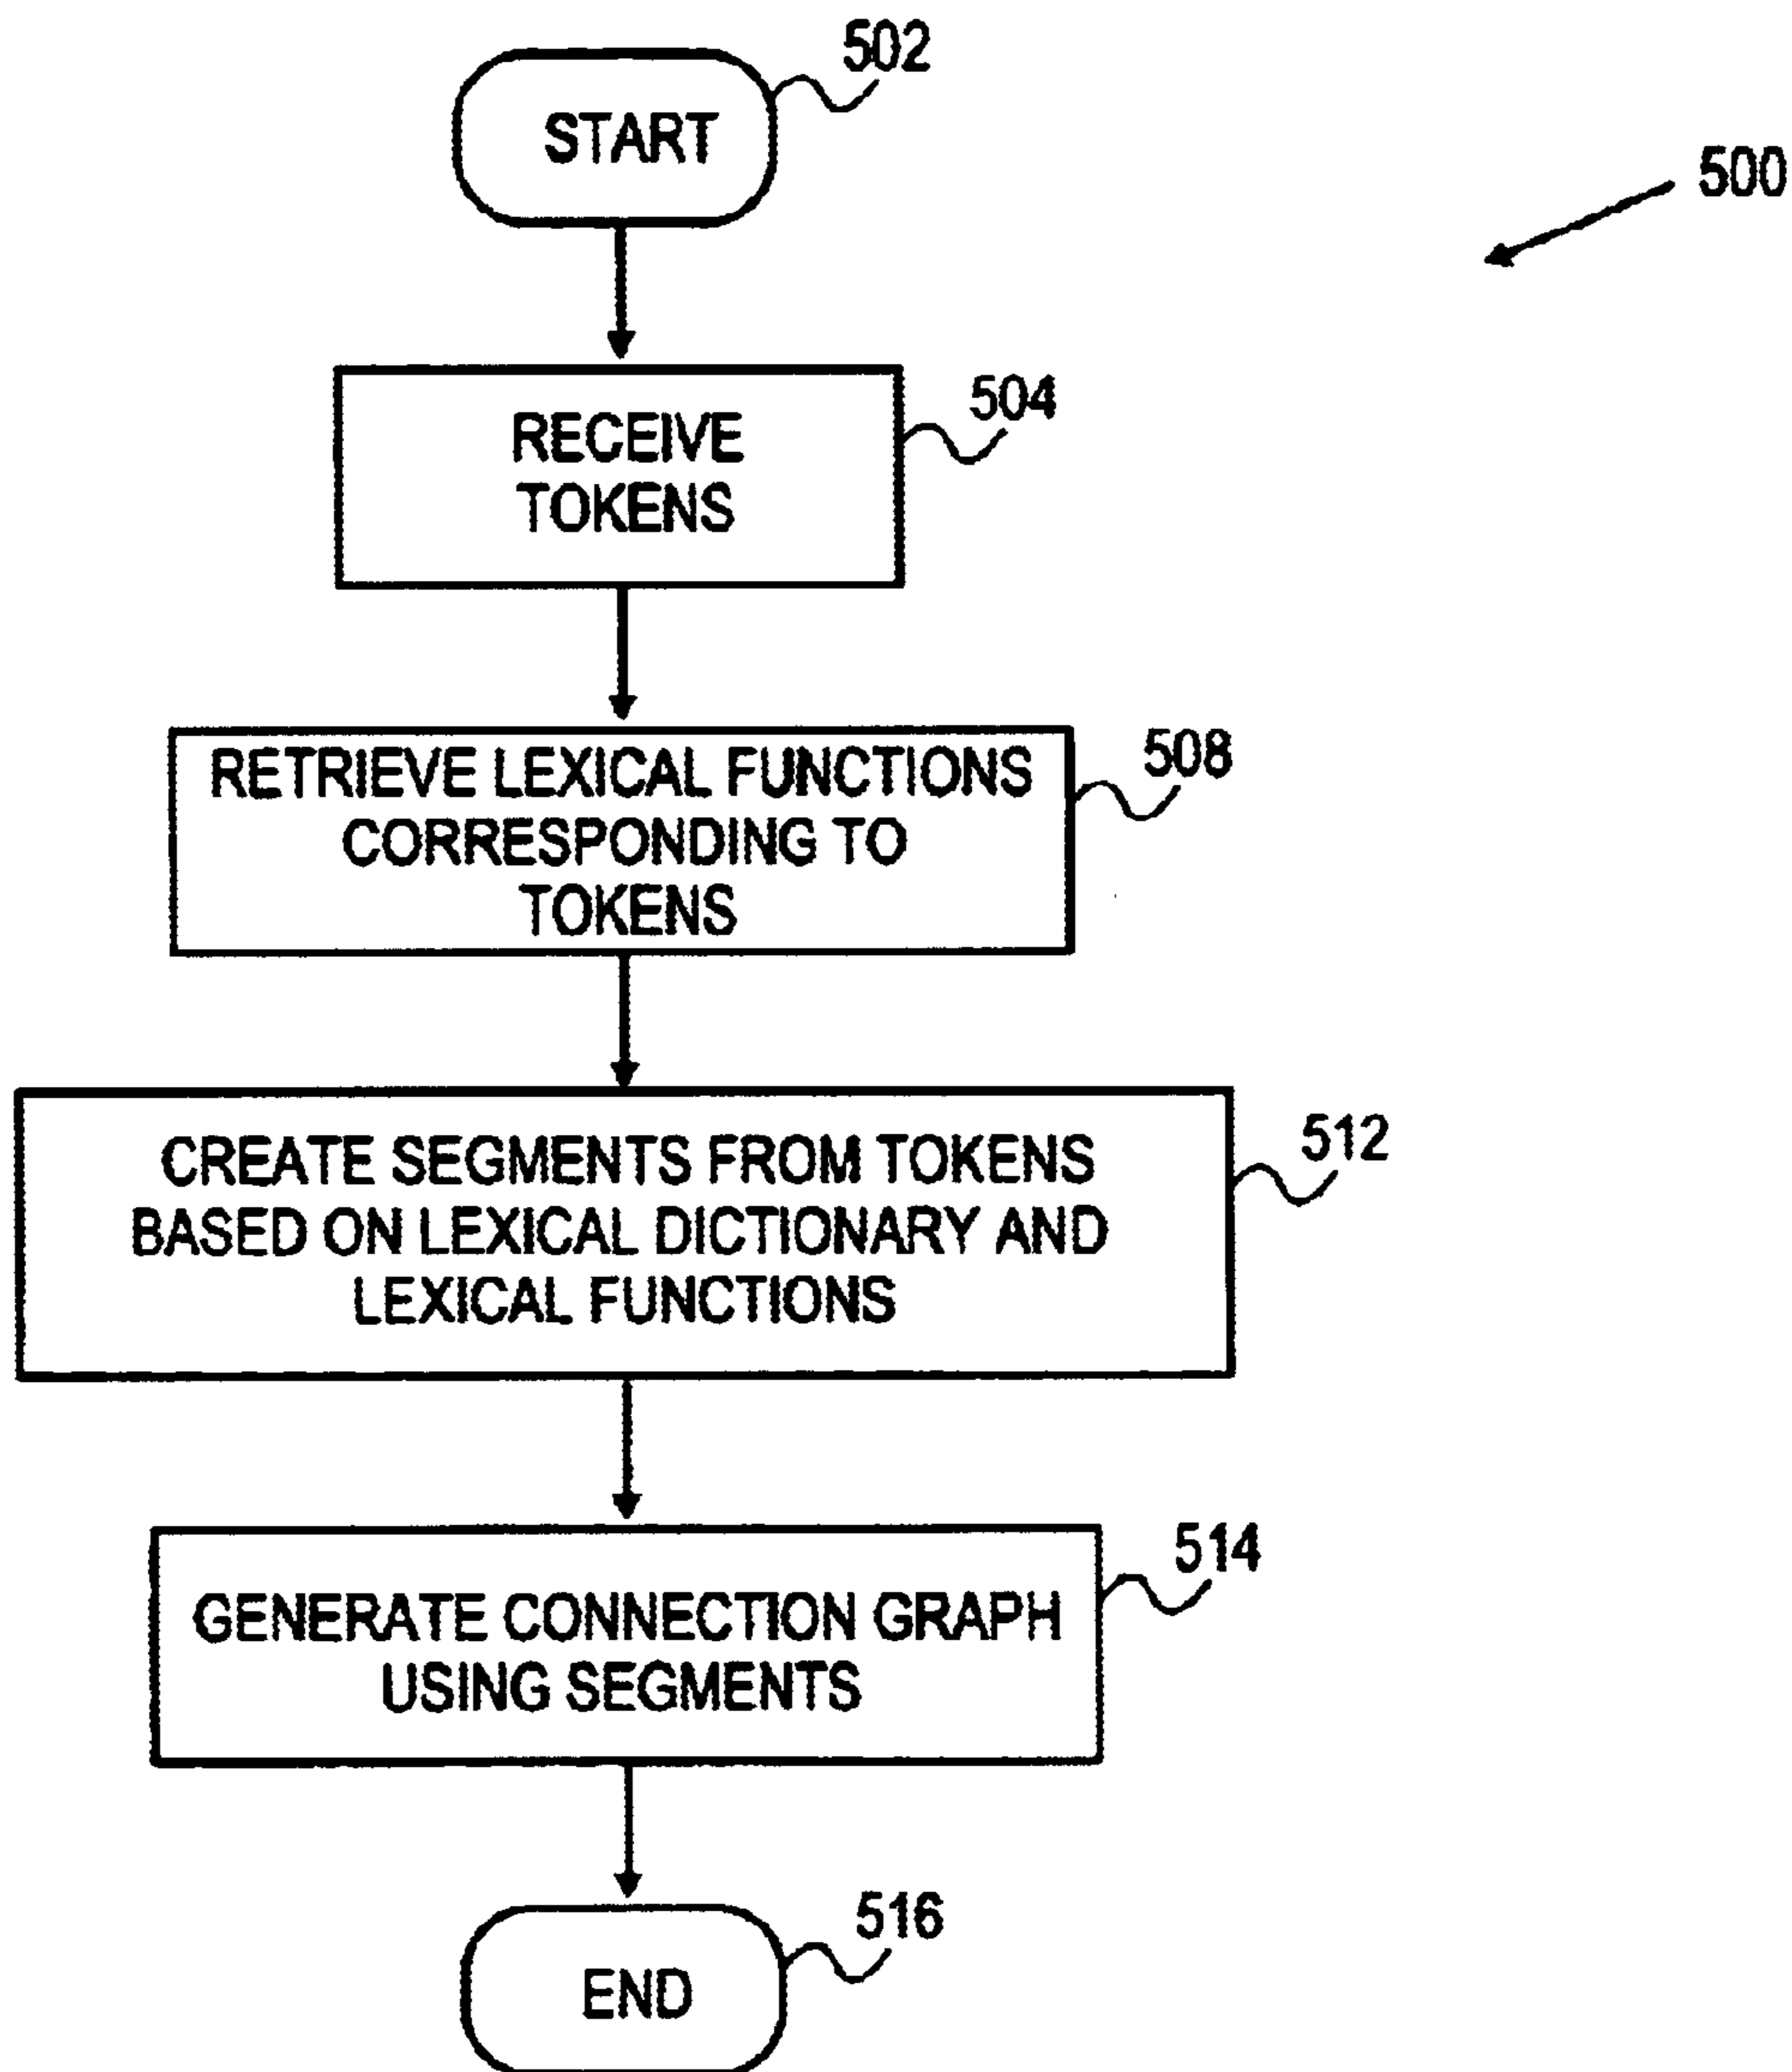 502
START
500
504
RECEIVE
TOKENS
508
RETRIEVE LEXICAL FUNCTIONS
CORRESPONDING TO
TOKENS
512
CREATE SEGMENTS FROM TOKENS
BASED ON LEXICAL DICTIONARY AND
LEXICAL FUNCTIONS
514
GENERATE CONNECTION GRAPH
USING SEGMENTS
516
END